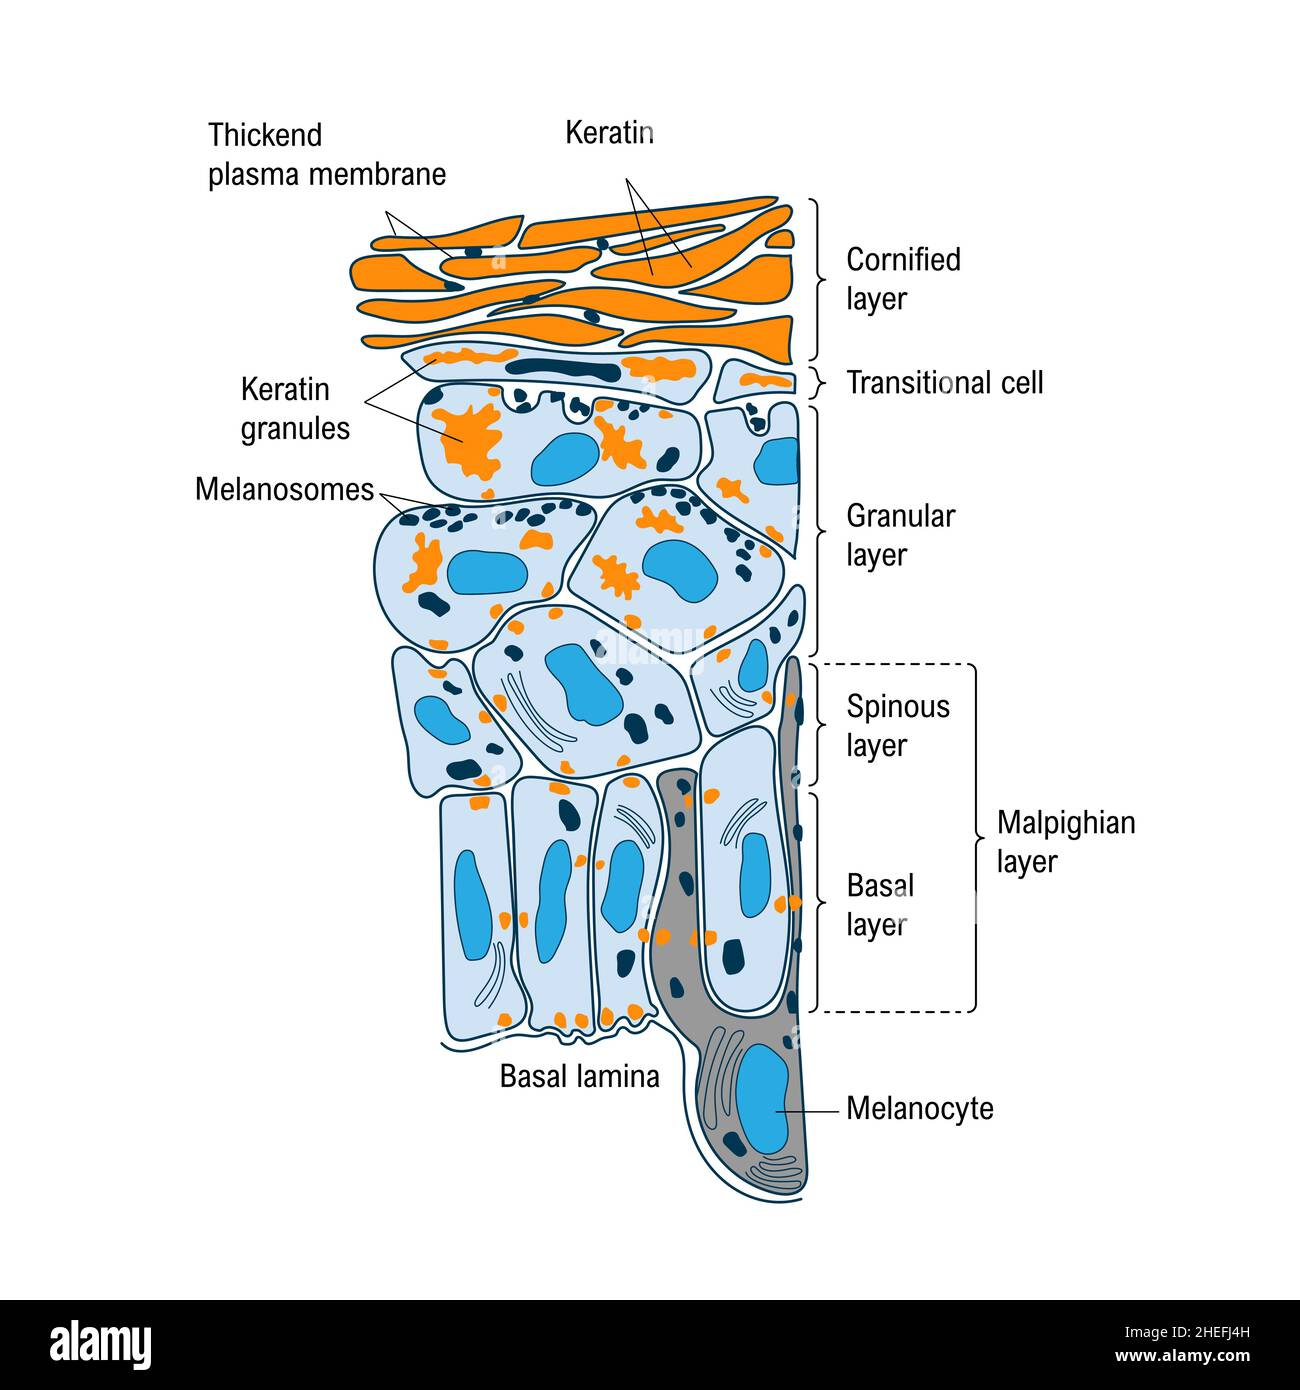 Thickend
plasma membrane
Keratin
Cornified
layer
Transitional cell
Keratin
granules
Melanosomes
Granular
layer
Spinous
layer
Malpighian
layer
Basal
layer
Basal lamina
Melanocyte
a
a
alamy
a
a
a
a
alamy
Image ID: 2HEFJ4H
www.alamy.com